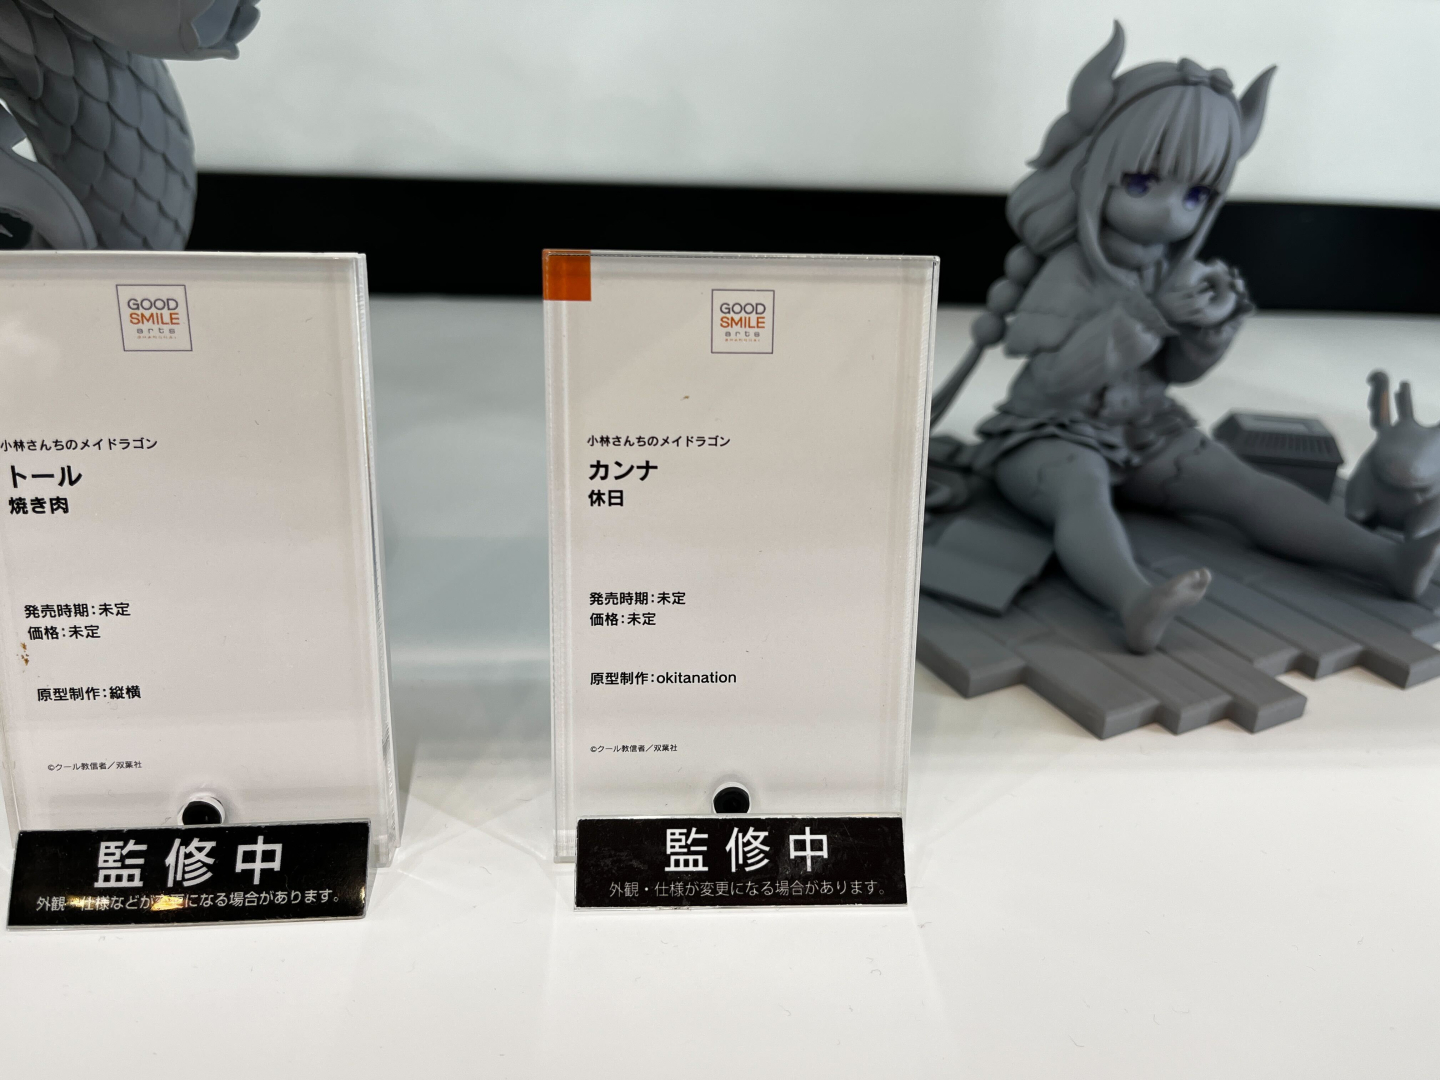 GOOD
SMILE
arts
shanghai
小林さんちのメイドラゴン
トール
焼き肉
発売時期：未定
価格：未定
原型制作：縦横
©クール教信者／双葉社
監修中
外観・仕様などが変更になる場合があります。
GOOD
SMILE
arts
shanghai
小林さんちのメイドラゴン
カンナ
休日
発売時期：未定
価格：未定
原型制作：okitanation
©クール教信者／双葉社
監修中
外観・仕様が変更になる場合があります。